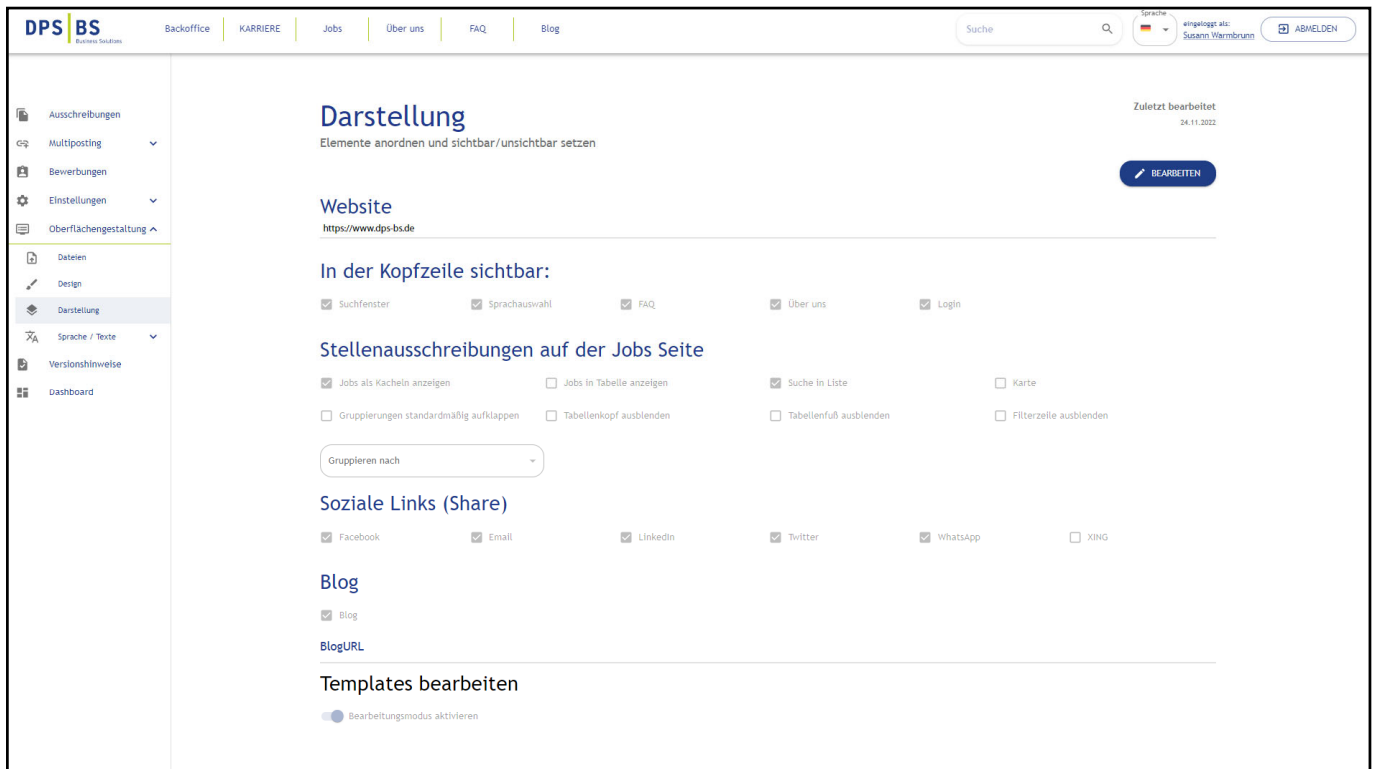 DPS BS
Business Solutions
Backoffice
KARRIERE
Jobs
Über uns
FAQ
Blog
Suche
Sprache
eingeloggt als:
Susann Warmbrunn
ABMELDEN
Ausschreibungen
Multiposting
Bewerbungen
Einstellungen
Oberflächengestaltung
Dateien
Design
Darstellung
Sprache / Texte
Versionshinweise
Dashboard
Darstellung
Elemente anordnen und sichtbar/unsichtbar setzen
Zuletzt bearbeitet
24.11.2022
BEARBEITEN
Website
https://www.dps-bs.de
In der Kopfzeile sichtbar:
Suchfenster
Sprachauswahl
FAQ
Über uns
Login
Stellenausschreibungen auf der Jobs Seite
Jobs als Kacheln anzeigen
Jobs in Tabelle anzeigen
Suche in Liste
Karte
Gruppierungen standardmäßig aufklappen
Tabellenkopf ausblenden
Tabellenfuß ausblenden
Filterzeile ausblenden
Gruppieren nach
Soziale Links (Share)
Facebook
Email
LinkedIn
Twitter
WhatsApp
XING
Blog
Blog
BlogURL
Templates bearbeiten
Bearbeitungsmodus aktivieren